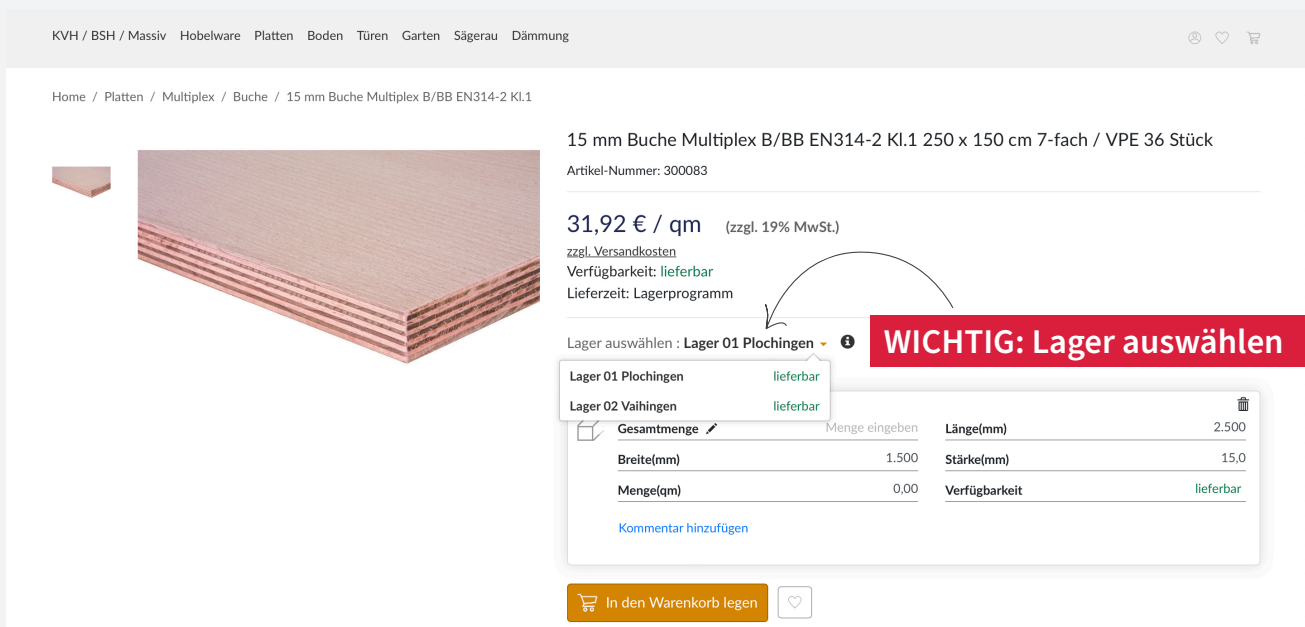 KVH / BSH / Massiv Hobelware Platten Boden Türen Garten Sägerau Dämmung
Home / Platten / Multiplex / Buche / 15 mm Buche Multiplex B/BB EN314-2 Kl.1
15 mm Buche Multiplex B/BB EN314-2 Kl.1 250 x 150 cm 7-fach / VPE 36 Stück
Artikel-Nummer: 300083
31,92 € / qm (zzgl. 19% MwSt.)
zzgl. Versandkosten
Verfügbarkeit: lieferbar
Lieferzeit: Lagerprogramm
Lager auswählen : Lager 01 Plochingen
WICHTIG: Lager auswählen
Lager 01 Plochingen lieferbar
Lager 02 Vaihingen lieferbar
Gesamtmenge Menge eingeben Länge(mm) 2.500
Breite(mm) 1.500 Stärke(mm) 15,0
Menge(qm) 0,00 Verfügbarkeit lieferbar
Kommentar hinzufügen
In den Warenkorb legen